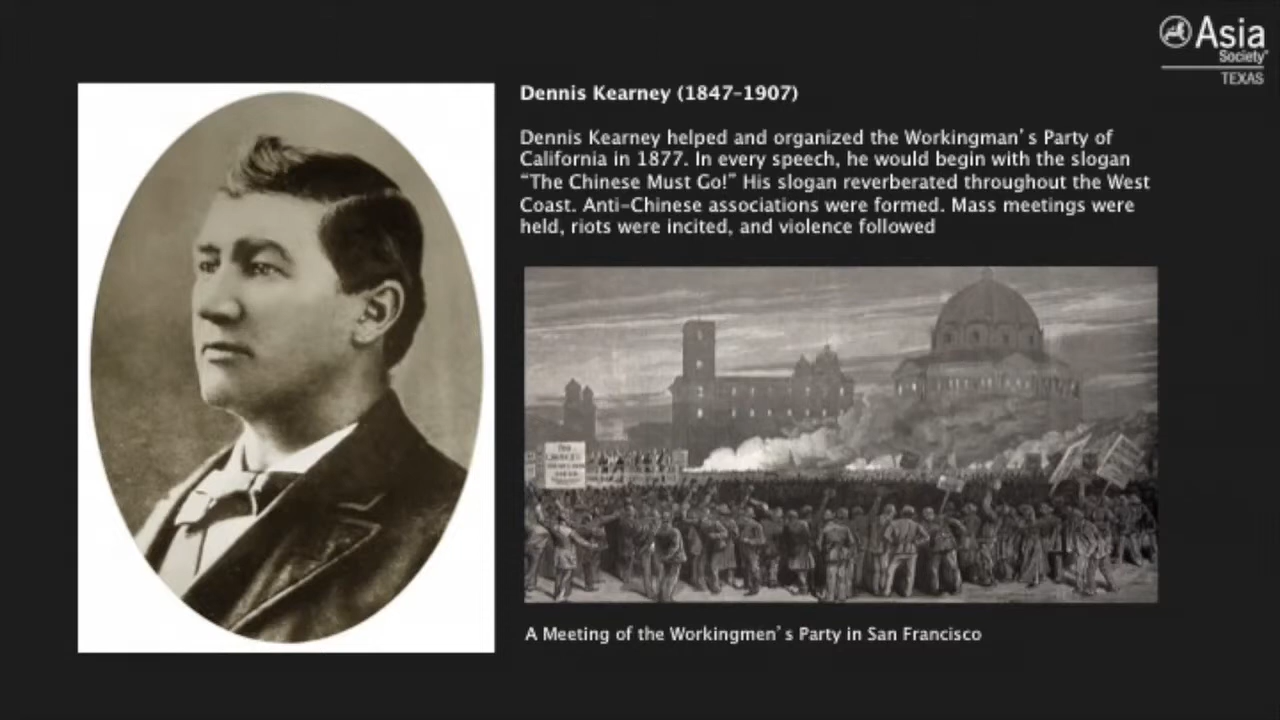 Asia
Society
TEXAS
Dennis Kearney (1847–1907)
Dennis Kearney helped and organized the Workingman's Party of
California in 1877. In every speech, he would begin with the slogan
“The Chinese Must Go!” His slogan reverberated throughout the West
Coast. Anti-Chinese associations were formed. Mass meetings were
held, riots were incited, and violence followed
A Meeting of the Workingmen's Party in San Francisco